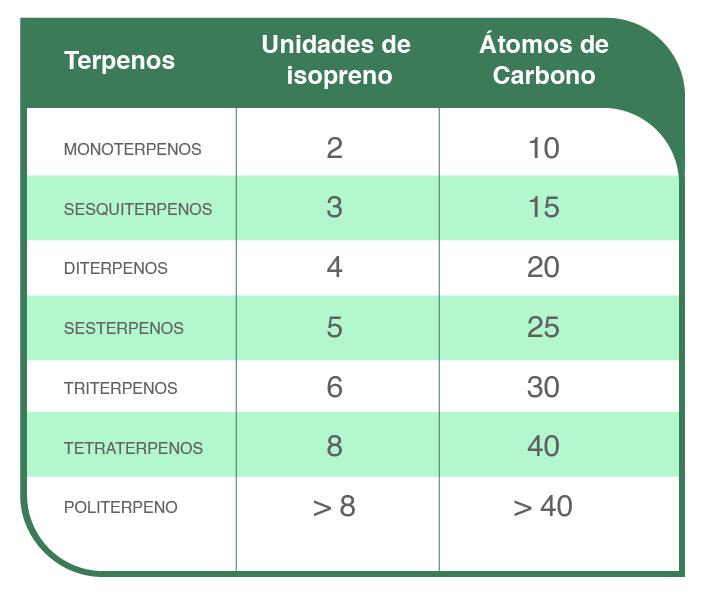 Terpenos Unidades de isopreno Átomos de Carbono
MONOTERPENOS 2 10
SESQUITERPENOS 3 15
DITERPENOS 4 20
SESTERPENOS 5 25
TRITERPENOS 6 30
TETRATERPENOS 8 40
POLITERPENO > 8 > 40